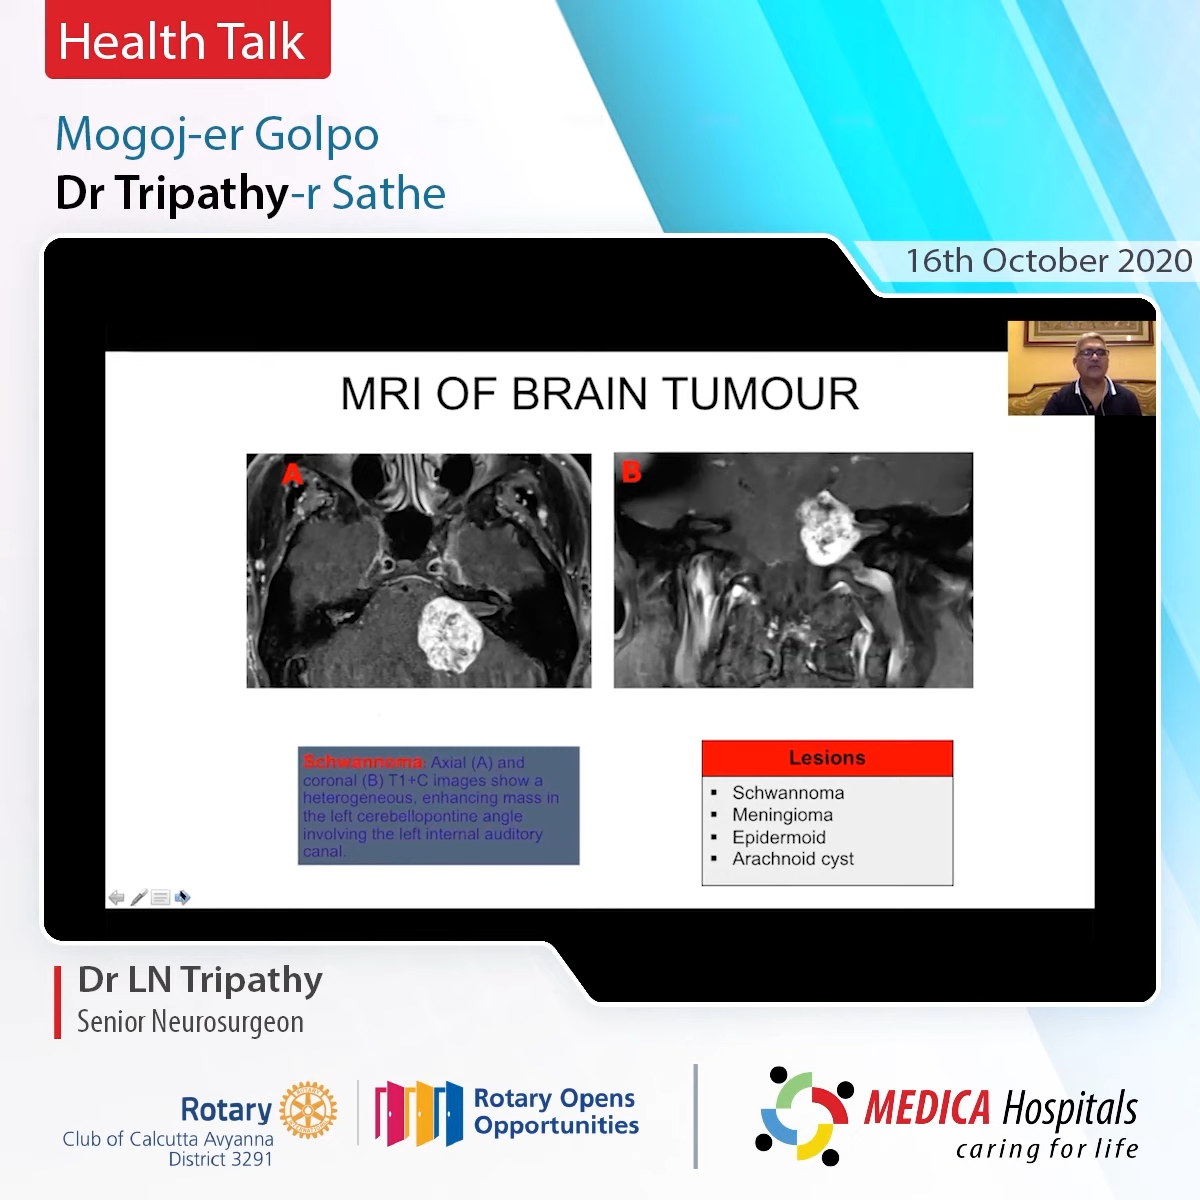 Health Talk
Mogoj-er Golpo
Dr Tripathy-r Sathe
16th October 2020
MRI OF BRAIN TUMOUR
A
B
Schwannoma: Axial (A) and
coronal (B) T1+C images show a
heterogeneous, enhancing mass in
the left cerebellopontine angle
involving the left internal auditory
canal.
Lesions
▪ Schwannoma
▪ Meningioma
▪ Epidermoid
▪ Arachnoid cyst
Dr LN Tripathy
Senior Neurosurgeon
Rotary
Club of Calcutta Avyanna
District 3291
Rotary Opens
Opportunities
MEDICA Hospitals
caring for life